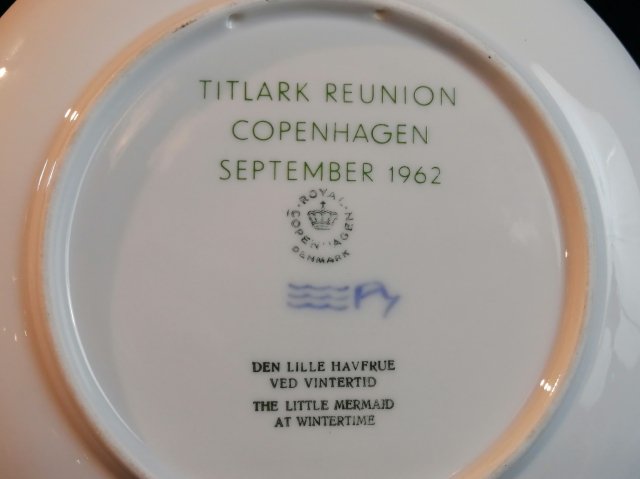 TITLARK REUNION
COPENHAGEN
SEPTEMBER 1962
ROYAL
COPENHAGEN
DENMARK
DEN LILLE HAVFRUE
VED VINTERTID
THE LITTLE MERMAID
AT WINTERTIME